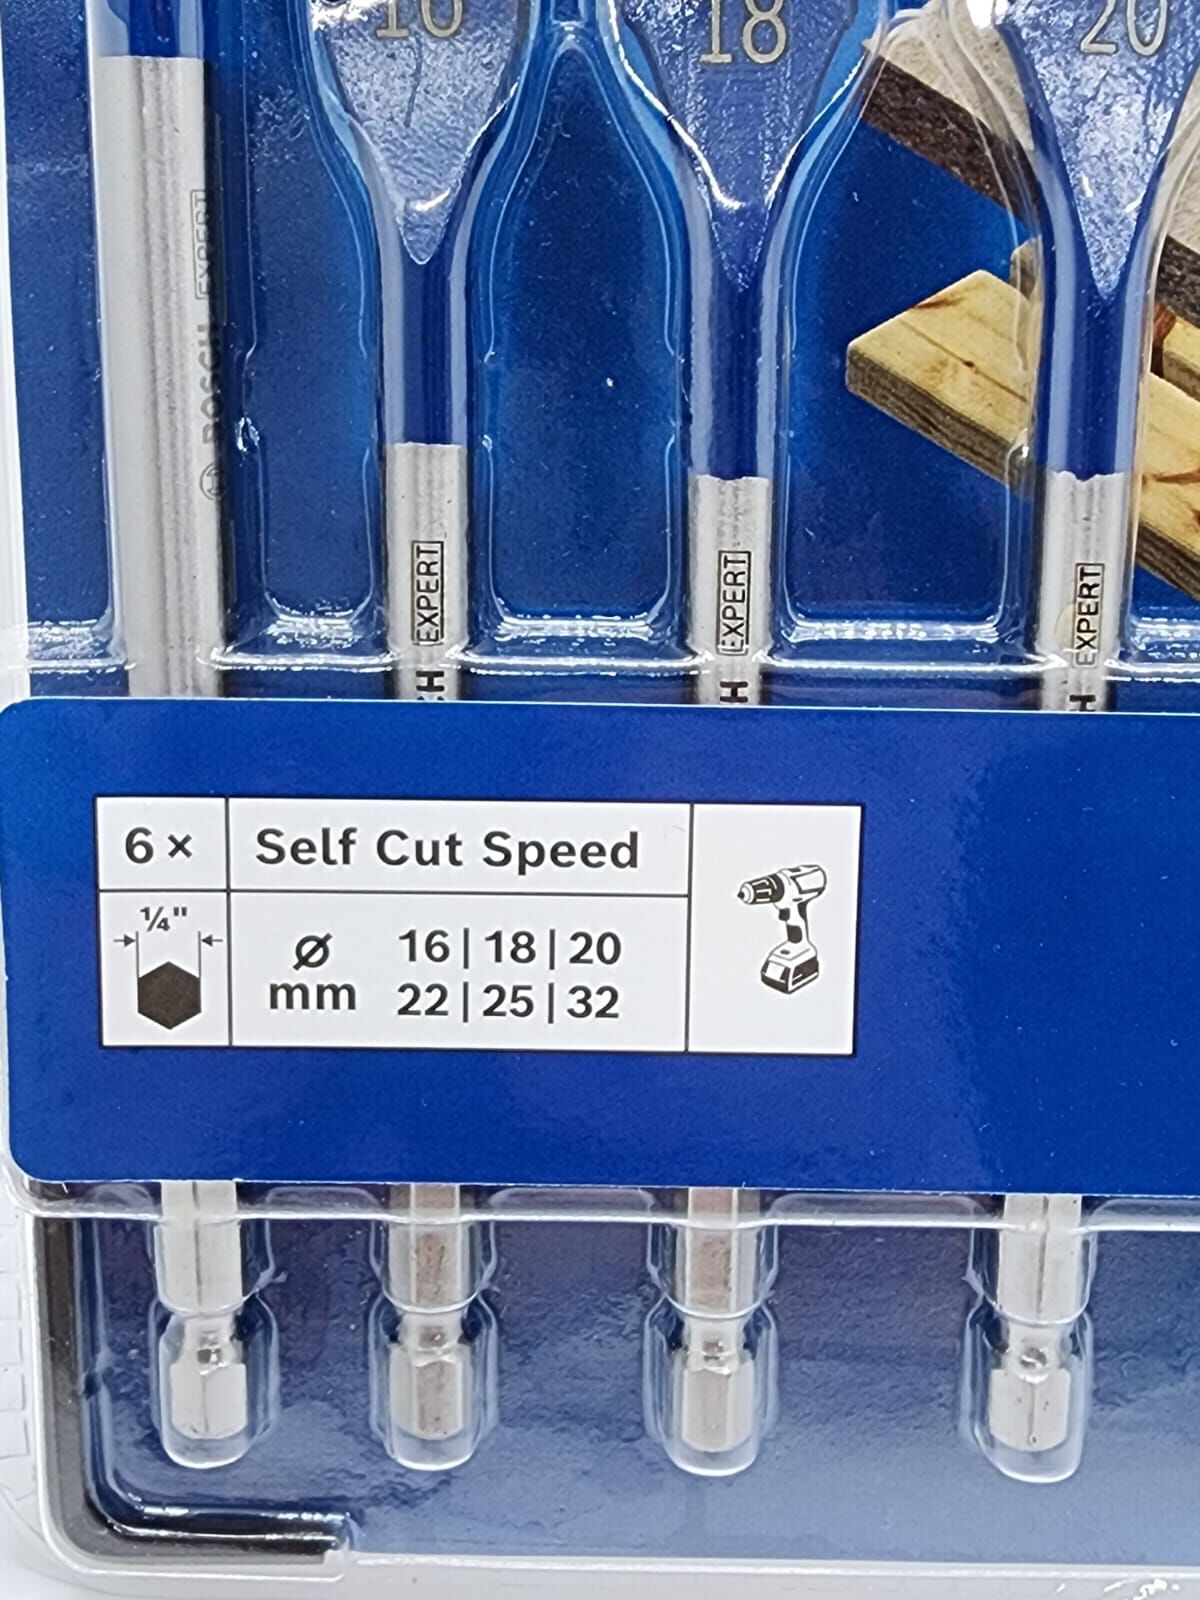 16
18
20
BOSCH EXPERT
CH EXPERT
H EXPERT
H EXPERT
6× Self Cut Speed
1/4"
Ø 16|18|20
mm 22|25|32